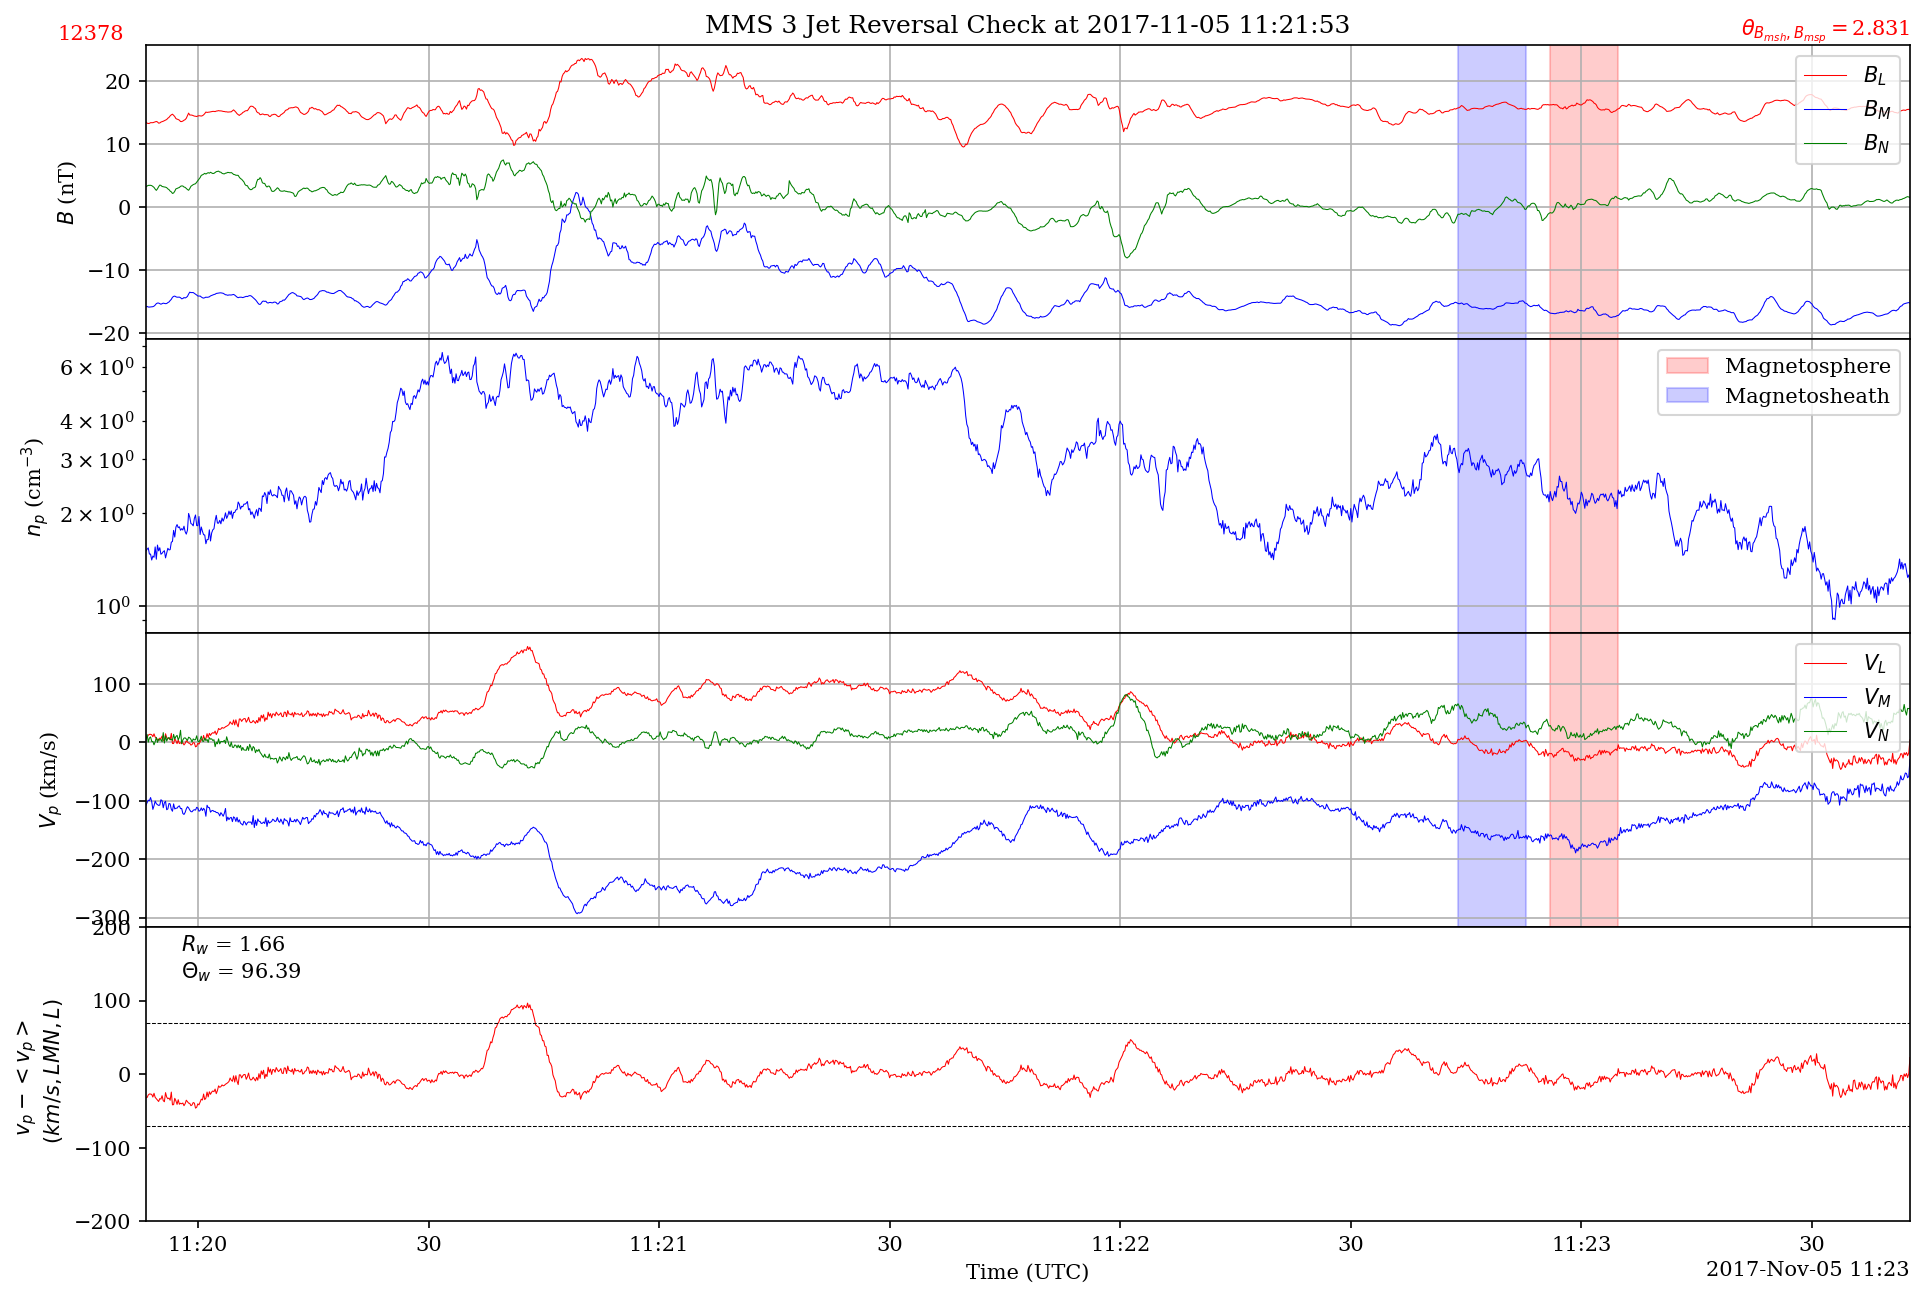 12378
MMS 3 Jet Reversal Check at 2017-11-05 11:21:53
θ_{B_{msh}, B_{msp}} = 2.831
20
10
0
−10
−20
B (nT)
B_L
B_M
B_N
6 × 10⁰
4 × 10⁰
3 × 10⁰
2 × 10⁰
10⁰
n_p (cm⁻³)
Magnetosphere
Magnetosheath
100
0
−100
−200
−300
V_p (km/s)
V_L
V_M
V_N
200
100
0
−100
−200
v_p − < v_p >
(km/s, LMN, L)
R_w = 1.66
Θ_w = 96.39
11:20 30 11:21 30 11:22 30 11:23 30
Time (UTC)
2017-Nov-05 11:23